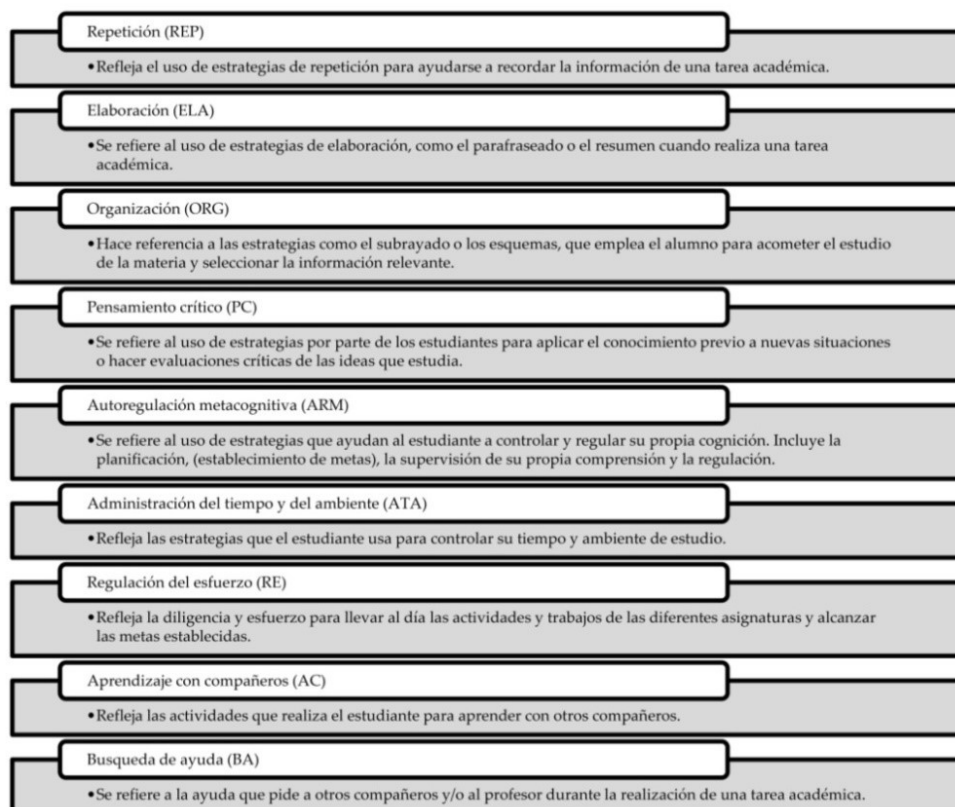 Repetición (REP)
•Refleja el uso de estrategias de repetición para ayudarse a recordar la información de una tarea académica.
Elaboración (ELA)
•Se refiere al uso de estrategias de elaboración, como el parafraseado o el resumen cuando realiza una tarea
académica.
Organización (ORG)
•Hace referencia a las estrategias como el subrayado o los esquemas, que emplea el alumno para acometer el estudio
de la materia y seleccionar la información relevante.
Pensamiento crítico (PC)
•Se refiere al uso de estrategias por parte de los estudiantes para aplicar el conocimiento previo a nuevas situaciones
o hacer evaluaciones críticas de las ideas que estudia.
Autoregulación metacognitiva (ARM)
•Se refiere al uso de estrategias que ayudan al estudiante a controlar y regular su propia cognición. Incluye la
planificación, (establecimiento de metas), la supervisión de su propia comprensión y la regulación.
Administración del tiempo y del ambiente (ATA)
•Refleja las estrategias que el estudiante usa para controlar su tiempo y ambiente de estudio.
Regulación del esfuerzo (RE)
•Refleja la diligencia y esfuerzo para llevar al día las actividades y trabajos de las diferentes asignaturas y alcanzar
las metas establecidas.
Aprendizaje con compañeros (AC)
•Refleja las actividades que realiza el estudiante para aprender con otros compañeros.
Busqueda de ayuda (BA)
•Se refiere a la ayuda que pide a otros compañeros y/o al profesor durante la realización de una tarea académica.